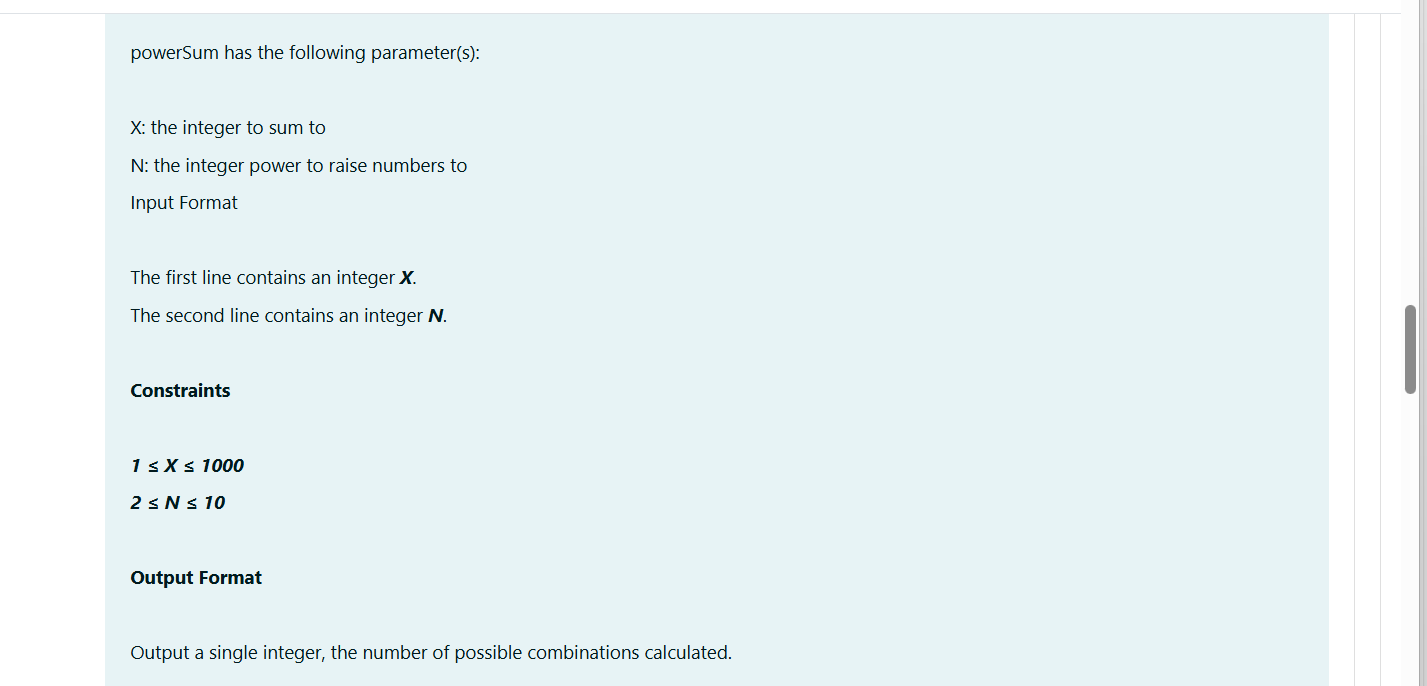 powerSum has the following parameter(s):
X: the integer to sum to
N: the integer power to raise numbers to
Input Format
The first line contains an integer X.
The second line contains an integer N.
Constraints
1 ≤ X ≤ 1000
2 ≤ N ≤ 10
Output Format
Output a single integer, the number of possible combinations calculated.